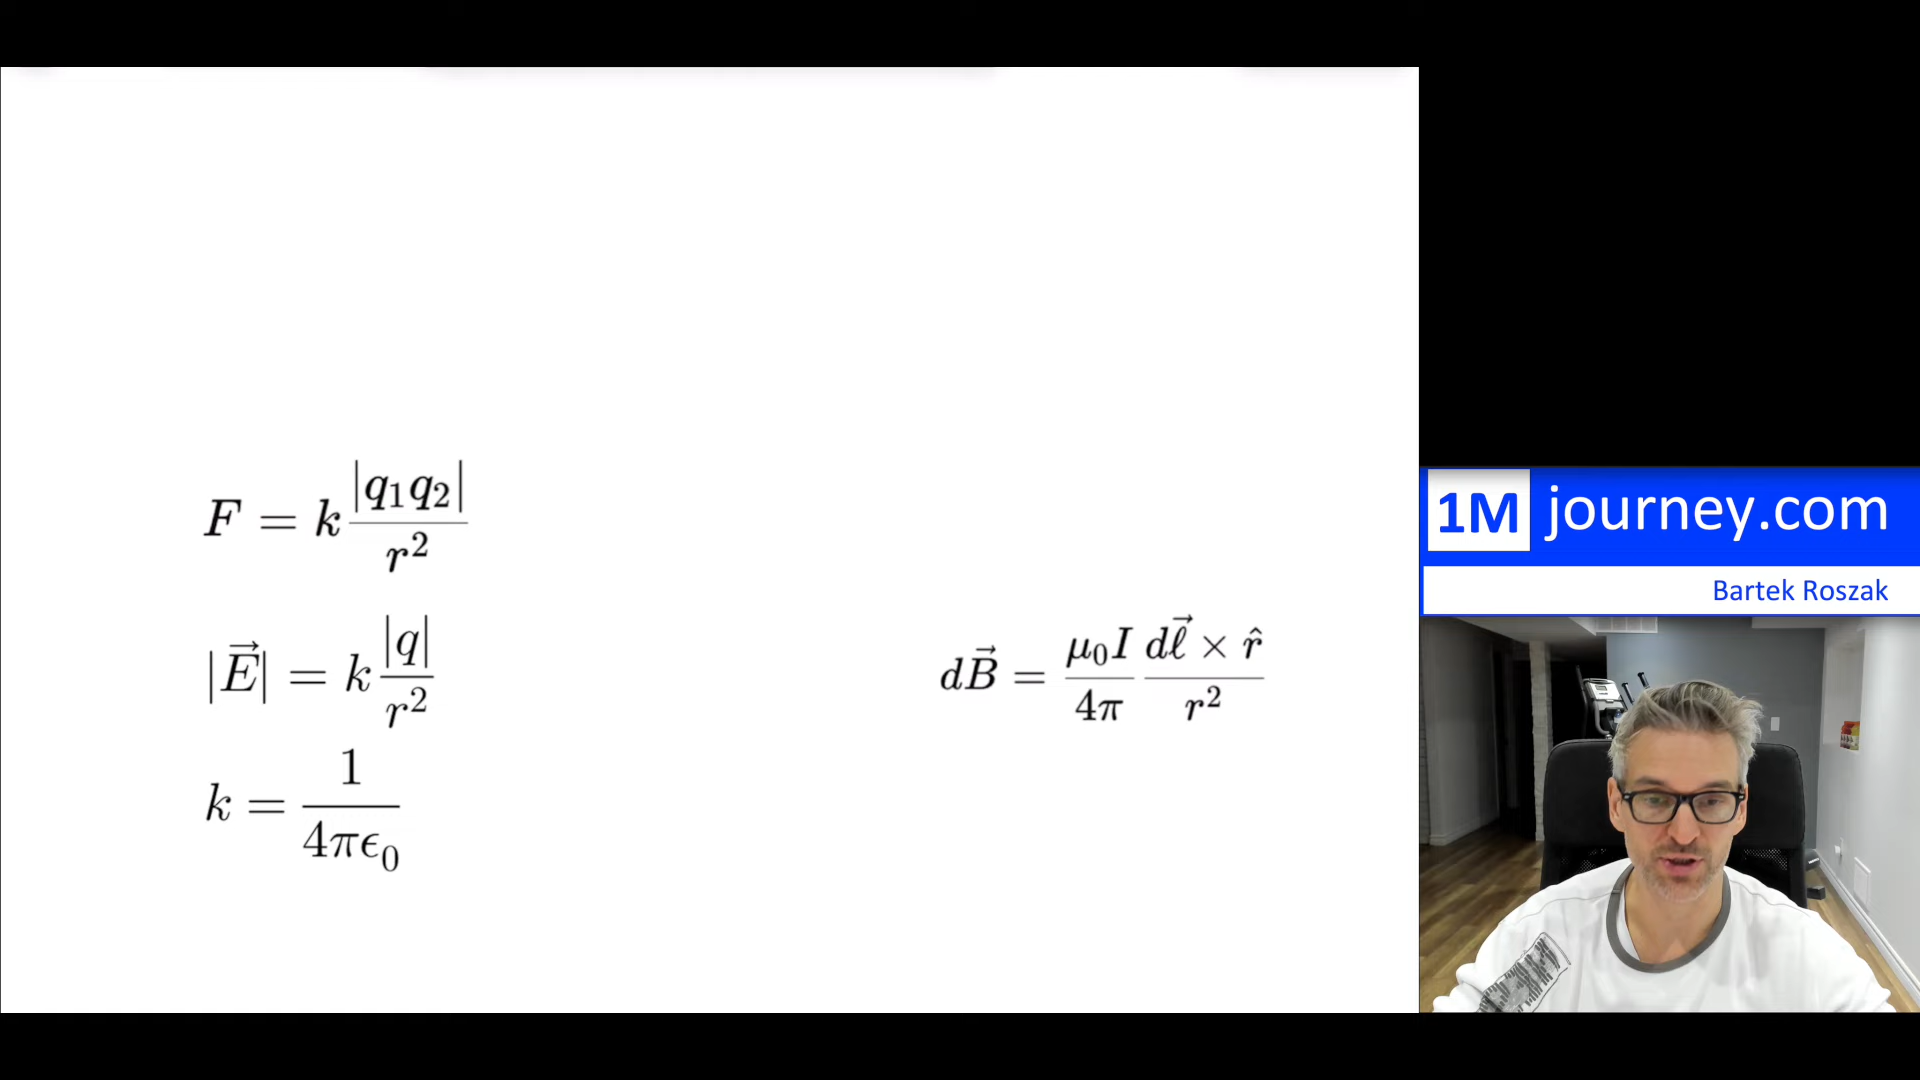 F = k |q₁q₂| / r²
|E⃗| = k |q| / r²
k = 1 / 4πϵ₀
dB⃗ = μ₀I / 4π dℓ⃗ × r̂ / r²
1M journey.com
Bartek Roszak